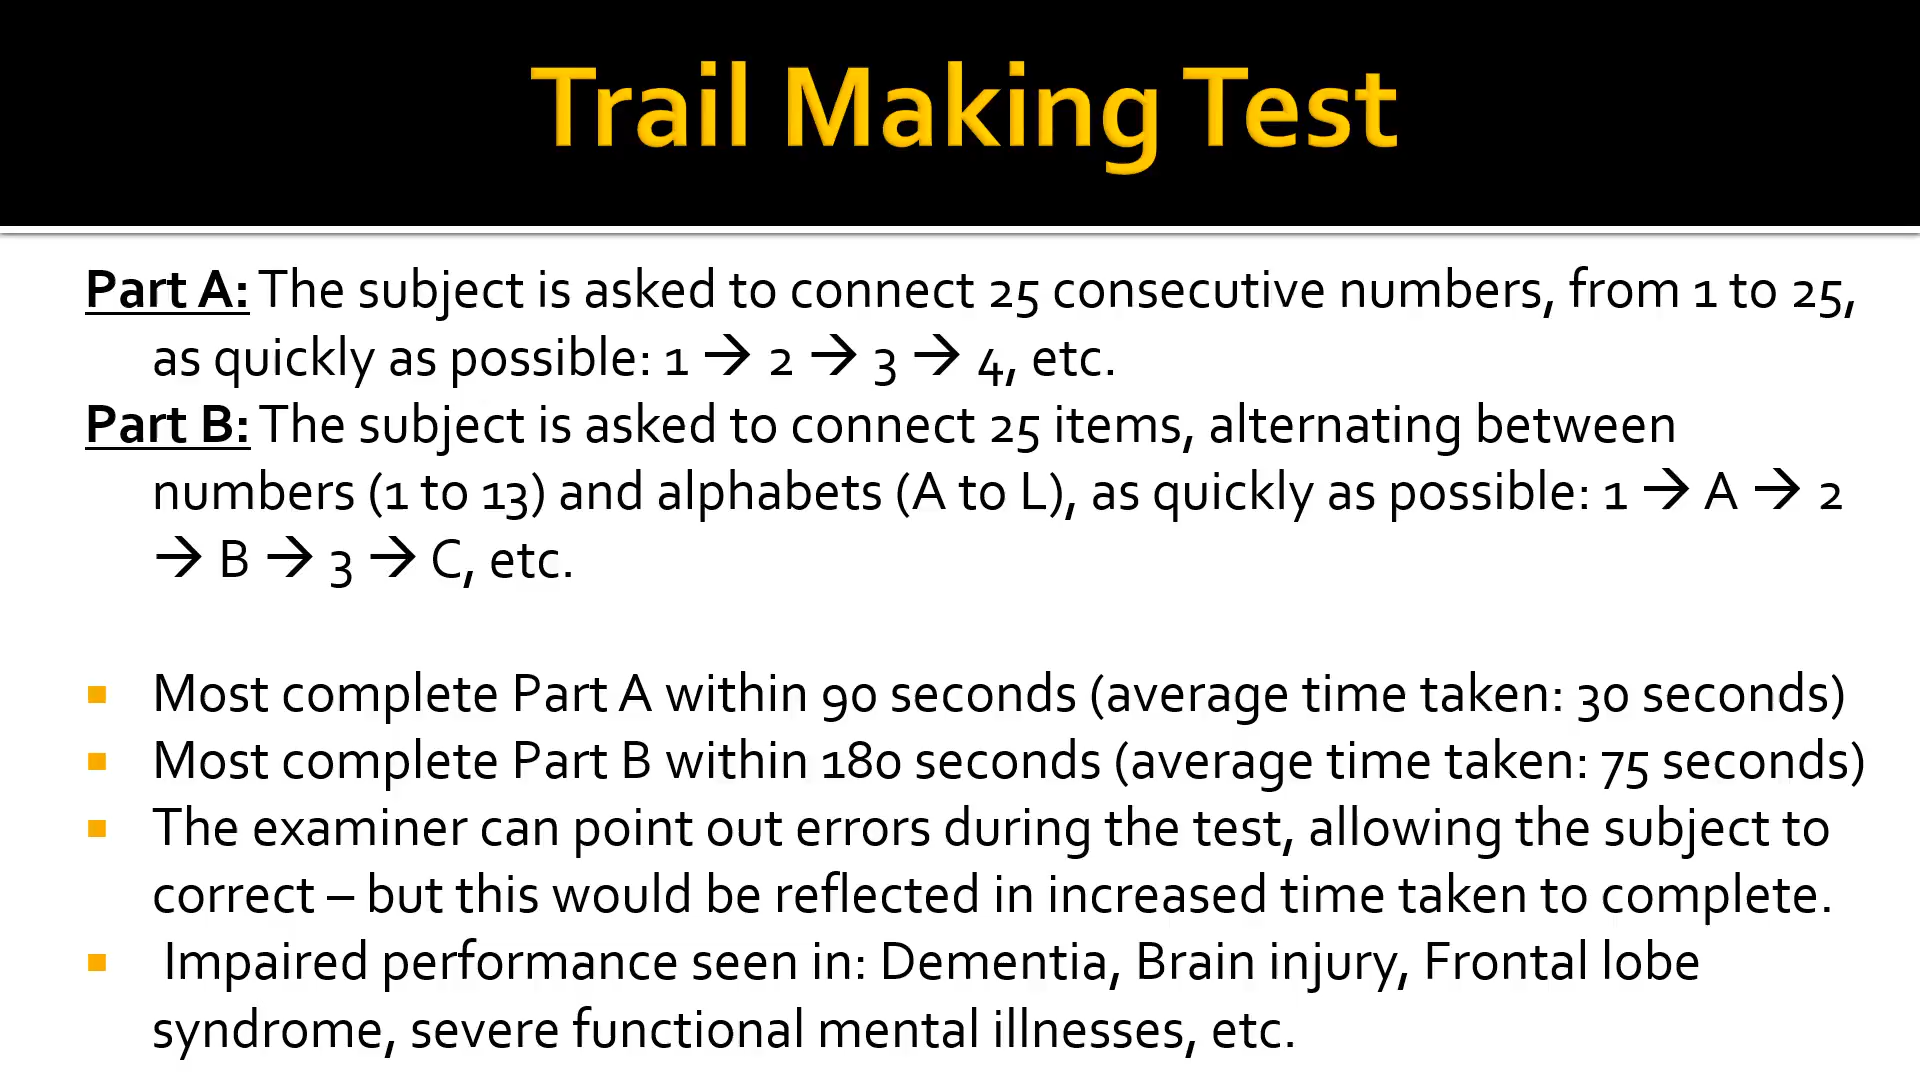 Trail Making Test
Part A: The subject is asked to connect 25 consecutive numbers, from 1 to 25,
as quickly as possible: 1 → 2 → 3 → 4, etc.
Part B: The subject is asked to connect 25 items, alternating between
numbers (1 to 13) and alphabets (A to L), as quickly as possible: 1 → A → 2
→ B → 3 → C, etc.
▪ Most complete Part A within 90 seconds (average time taken: 30 seconds)
▪ Most complete Part B within 180 seconds (average time taken: 75 seconds)
▪ The examiner can point out errors during the test, allowing the subject to
correct – but this would be reflected in increased time taken to complete.
▪ Impaired performance seen in: Dementia, Brain injury, Frontal lobe
syndrome, severe functional mental illnesses, etc.